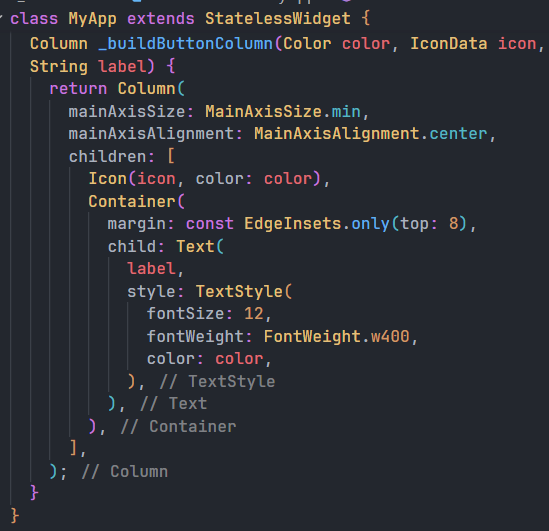 class MyApp extends StatelessWidget {
  Column _buildButtonColumn(Color color, IconData icon,
  String label) {
    return Column(
      mainAxisSize: MainAxisSize.min,
      mainAxisAlignment: MainAxisAlignment.center,
      children: [
        Icon(icon, color: color),
        Container(
          margin: const EdgeInsets.only(top: 8),
          child: Text(
            label,
            style: TextStyle(
              fontSize: 12,
              fontWeight: FontWeight.w400,
              color: color,
            ), // TextStyle
          ), // Text
        ), // Container
      ],
    ); // Column
  }
}